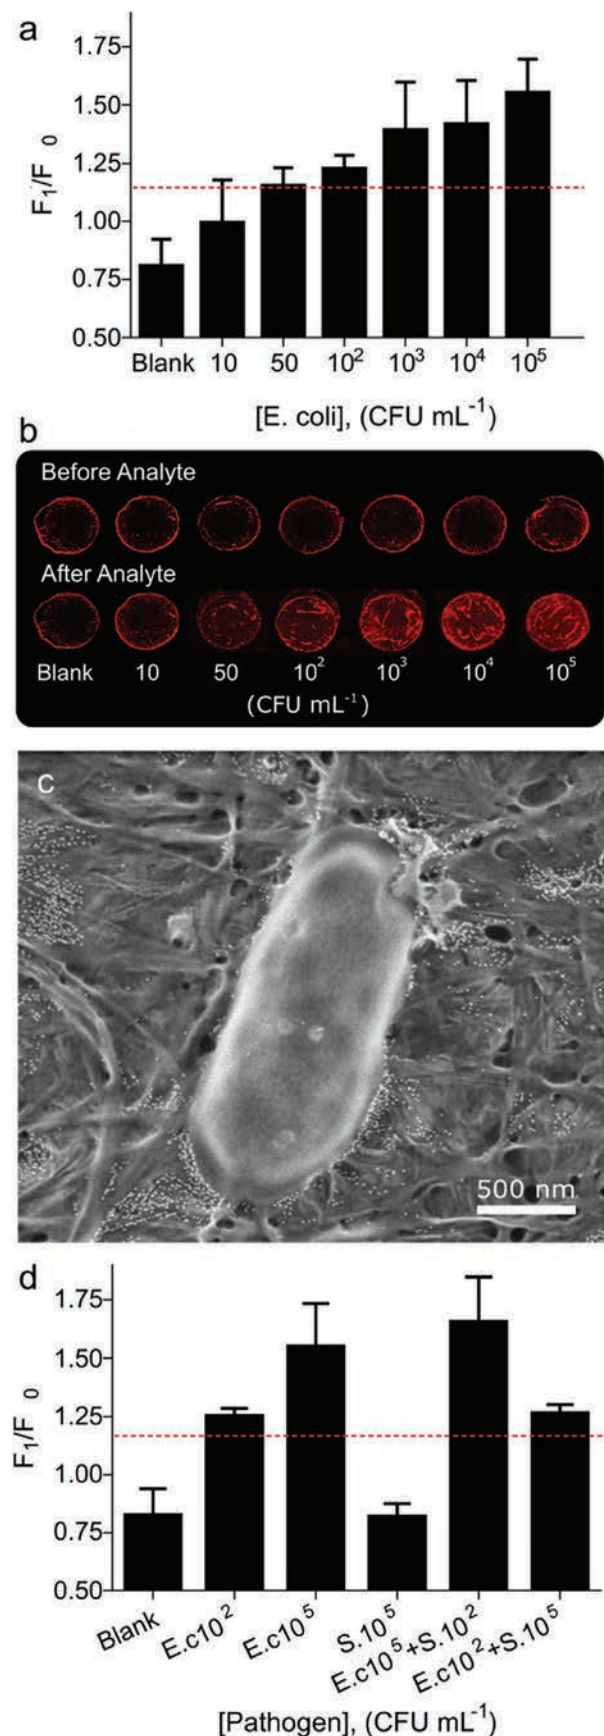 a
1.75
1.50
1.25
1.00
0.75
0.50
F₁/F ₀
Blank 10 50 10² 10³ 10⁴ 10⁵
[E. coli], (CFU mL⁻¹)
b
Before Analyte
After Analyte
Blank 10 50 10² 10³ 10⁴ 10⁵
(CFU mL⁻¹)
c
500 nm
d
1.75
1.50
1.25
1.00
0.75
0.50
F₁/F ₀
Blank E.c10² E.c10⁵ S.10⁵ E.c10⁵+S.10² E.c10²+S.10⁵
[Pathogen], (CFU mL⁻¹)